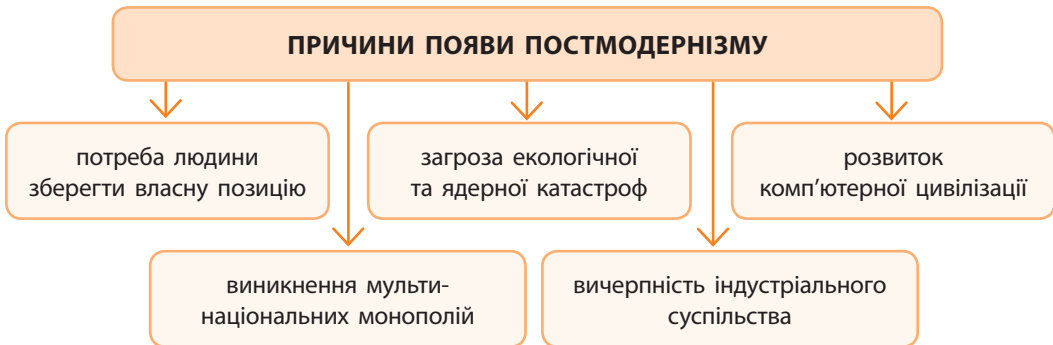 ПРИЧИНИ ПОЯВИ ПОСТМОДЕРНІЗМУ
потреба людини
зберегти власну позицію
загроза екологічної
та ядерної катастроф
розвиток
комп’ютерної цивілізації
виникнення мульти-
національних монополій
вичерпність індустріального
суспільства